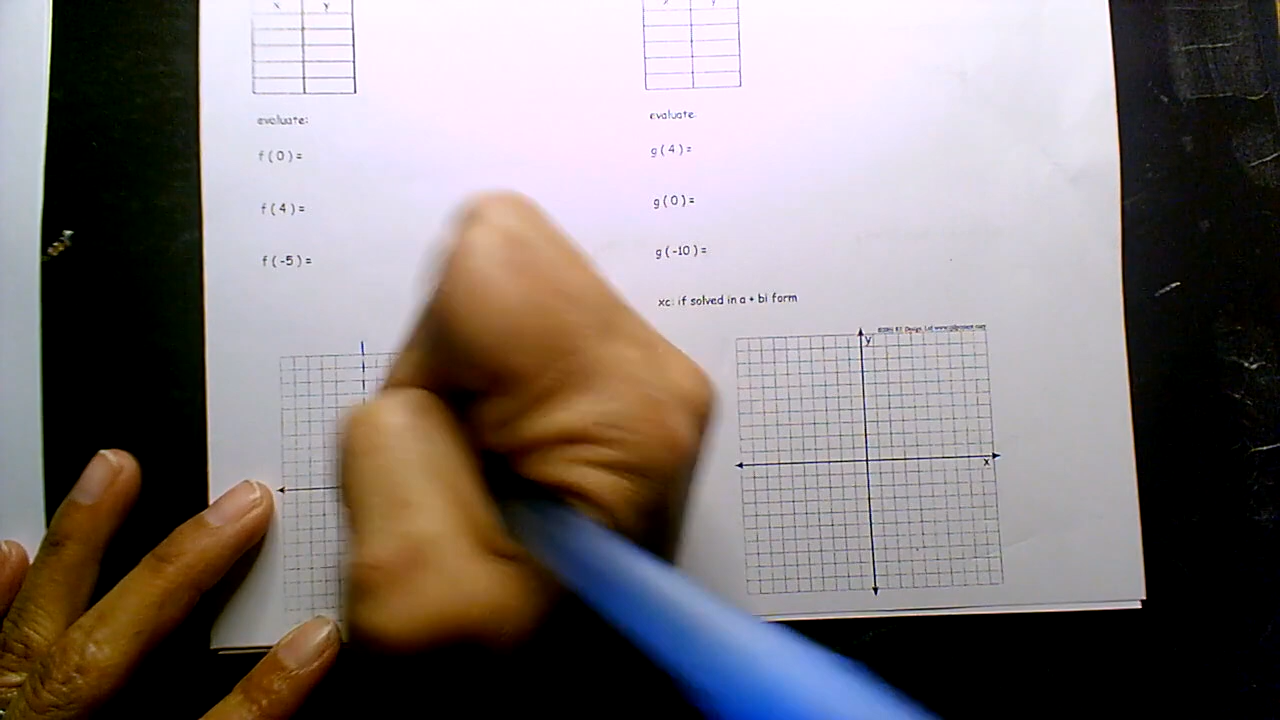 x y
x y
evaluate:
f ( 0 ) =
f ( 4 ) =
f ( -5 ) =
evaluate:
g ( 4 ) =
g ( 0 ) =
g ( -10 ) =
xc: if solved in a + bi form
y
x